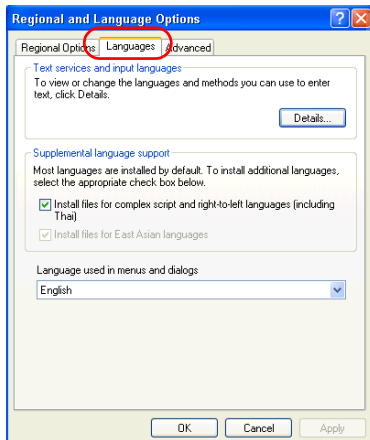 Regional and Language Options
Regional Options Languages Advanced
Text services and input languages
To view or change the languages and methods you can use to enter
text, click Details.
Details...
Supplemental language support
Most languages are installed by default. To install additional languages,
select the appropriate check box below.
Install files for complex script and right-to-left languages (including
Thai)
Install files for East Asian languages
Language used in menus and dialogs
English
OK Cancel Apply